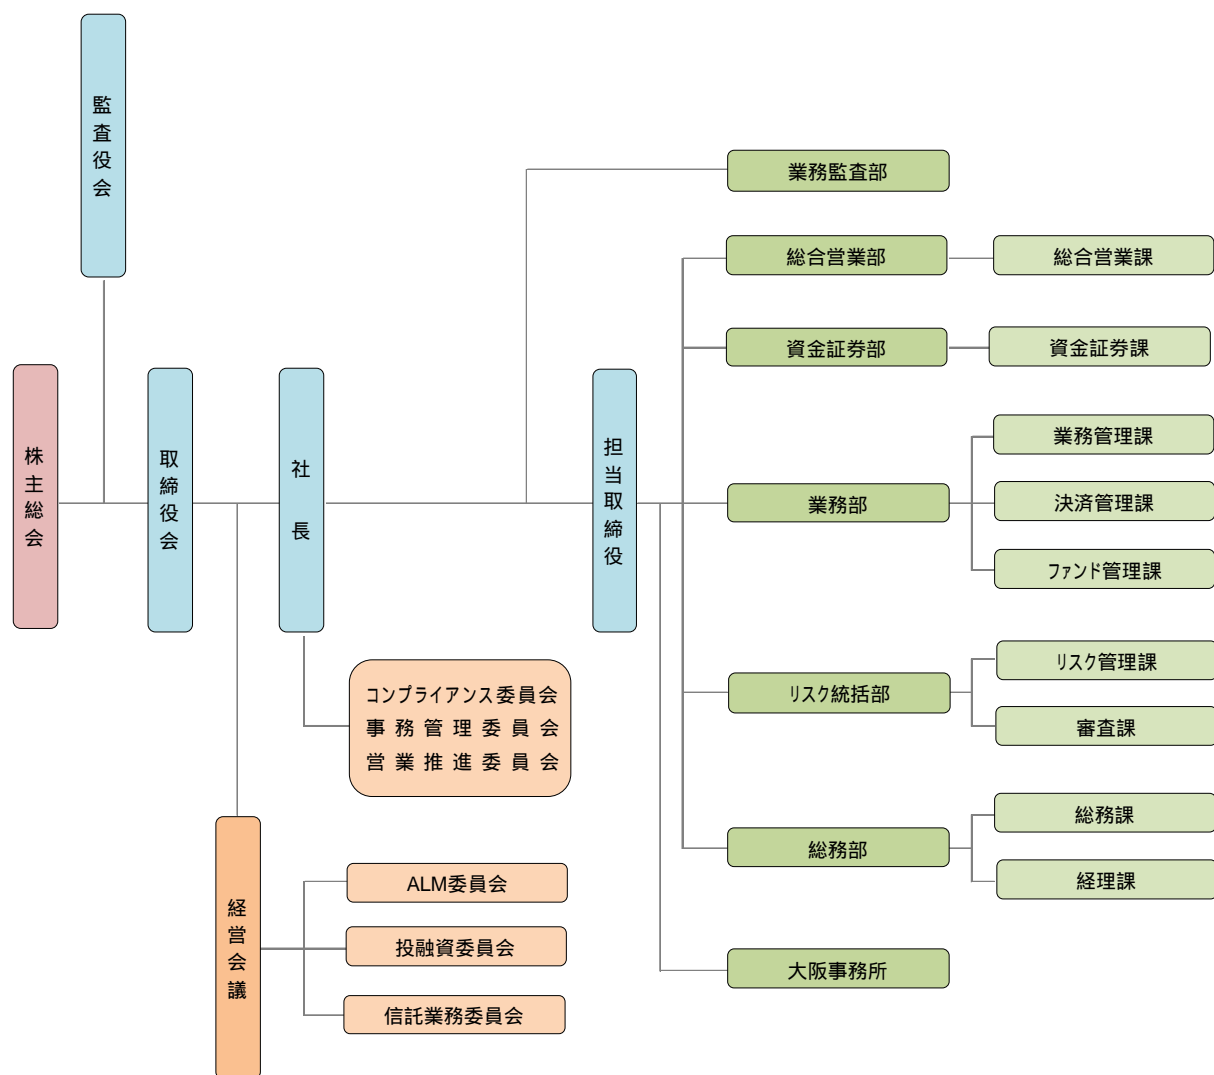 監査役会
株主総会
取締役会
社長
担当取締役
コンプライアンス委員会
事務管理委員会
営業推進委員会
経営会議
ALM委員会
投融資委員会
信託業務委員会
業務監査部
総合営業部
総合営業課
資金証券部
資金証券課
業務部
業務管理課
決済管理課
ファンド管理課
リスク統括部
リスク管理課
審査課
総務部
総務課
経理課
大阪事務所